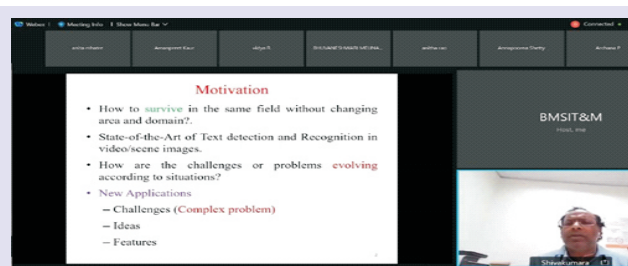 Webex
Meeting Info
Show Menu Bar
Connected
Amanpreet Kaur
vidya R
Annapoorna Shetty
Archana P
Motivation
• How to survive in the same field without changing
area and domain?.
• State-of-the-Art of Text detection and Recognition in
video/scene images.
• How are the challenges or problems evolving
according to situations?
• New Applications
– Challenges (Complex problem)
– Ideas
– Features
BMSIT&M
Host, me
Shivakumara